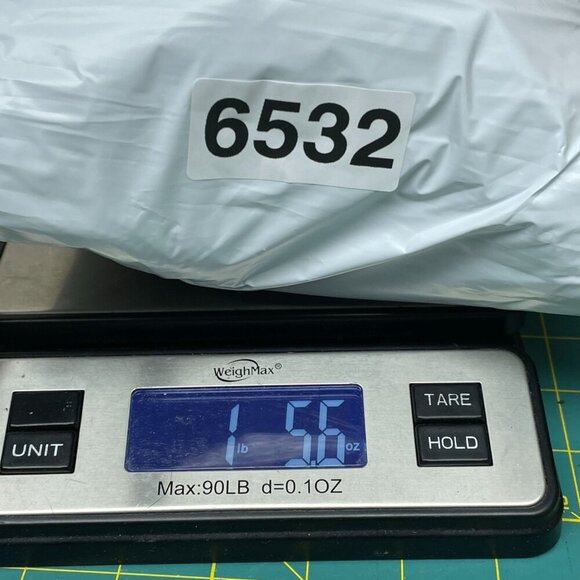 6532
WeighMax®
TARE
UNIT
1 lb 5.6 oz
HOLD
Max:90LB d=0.1OZ